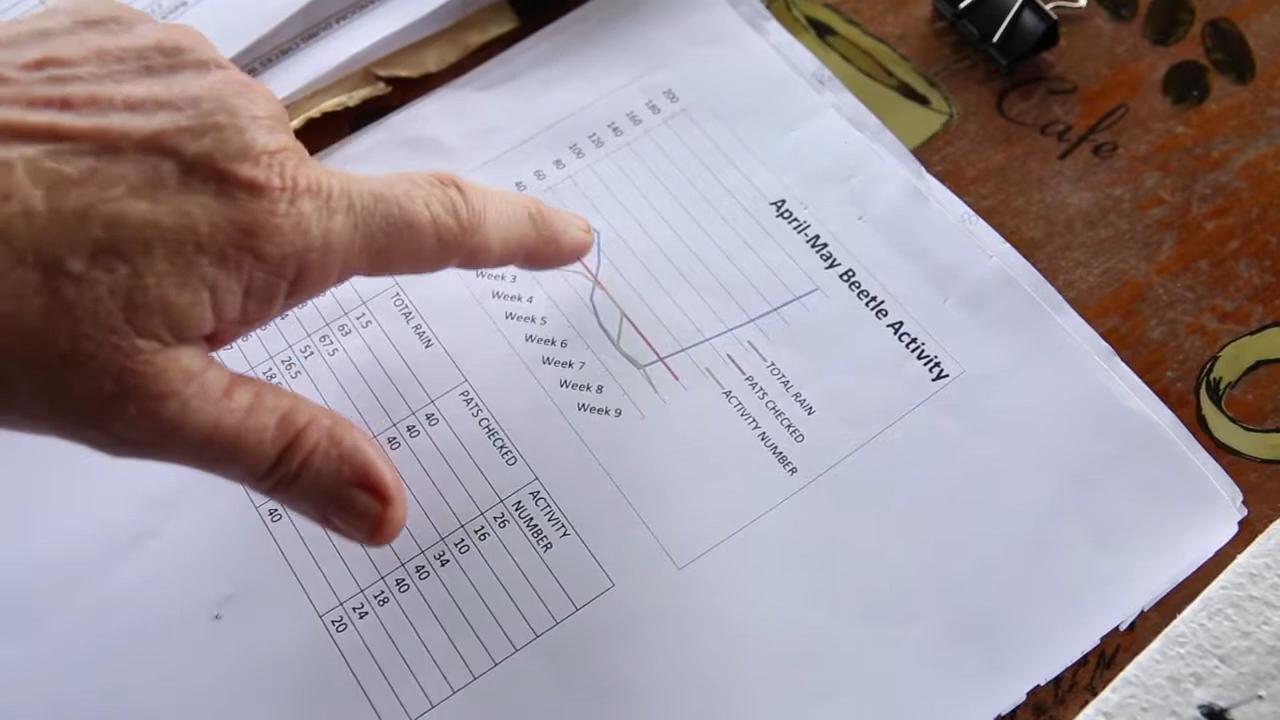 April-May Beetle Activity
200
180
160
140
120
100
80
60
40
Week 3
Week 4
Week 5
Week 6
Week 7
Week 8
Week 9
TOTAL RAIN
PATS CHECKED
ACTIVITY NUMBER
TOTAL RAIN PATS CHECKED ACTIVITY NUMBER
1.5 40 26
63 40 16
67.5 40 10
51 34
26.5 40
40
18
24
40 20
Cafe